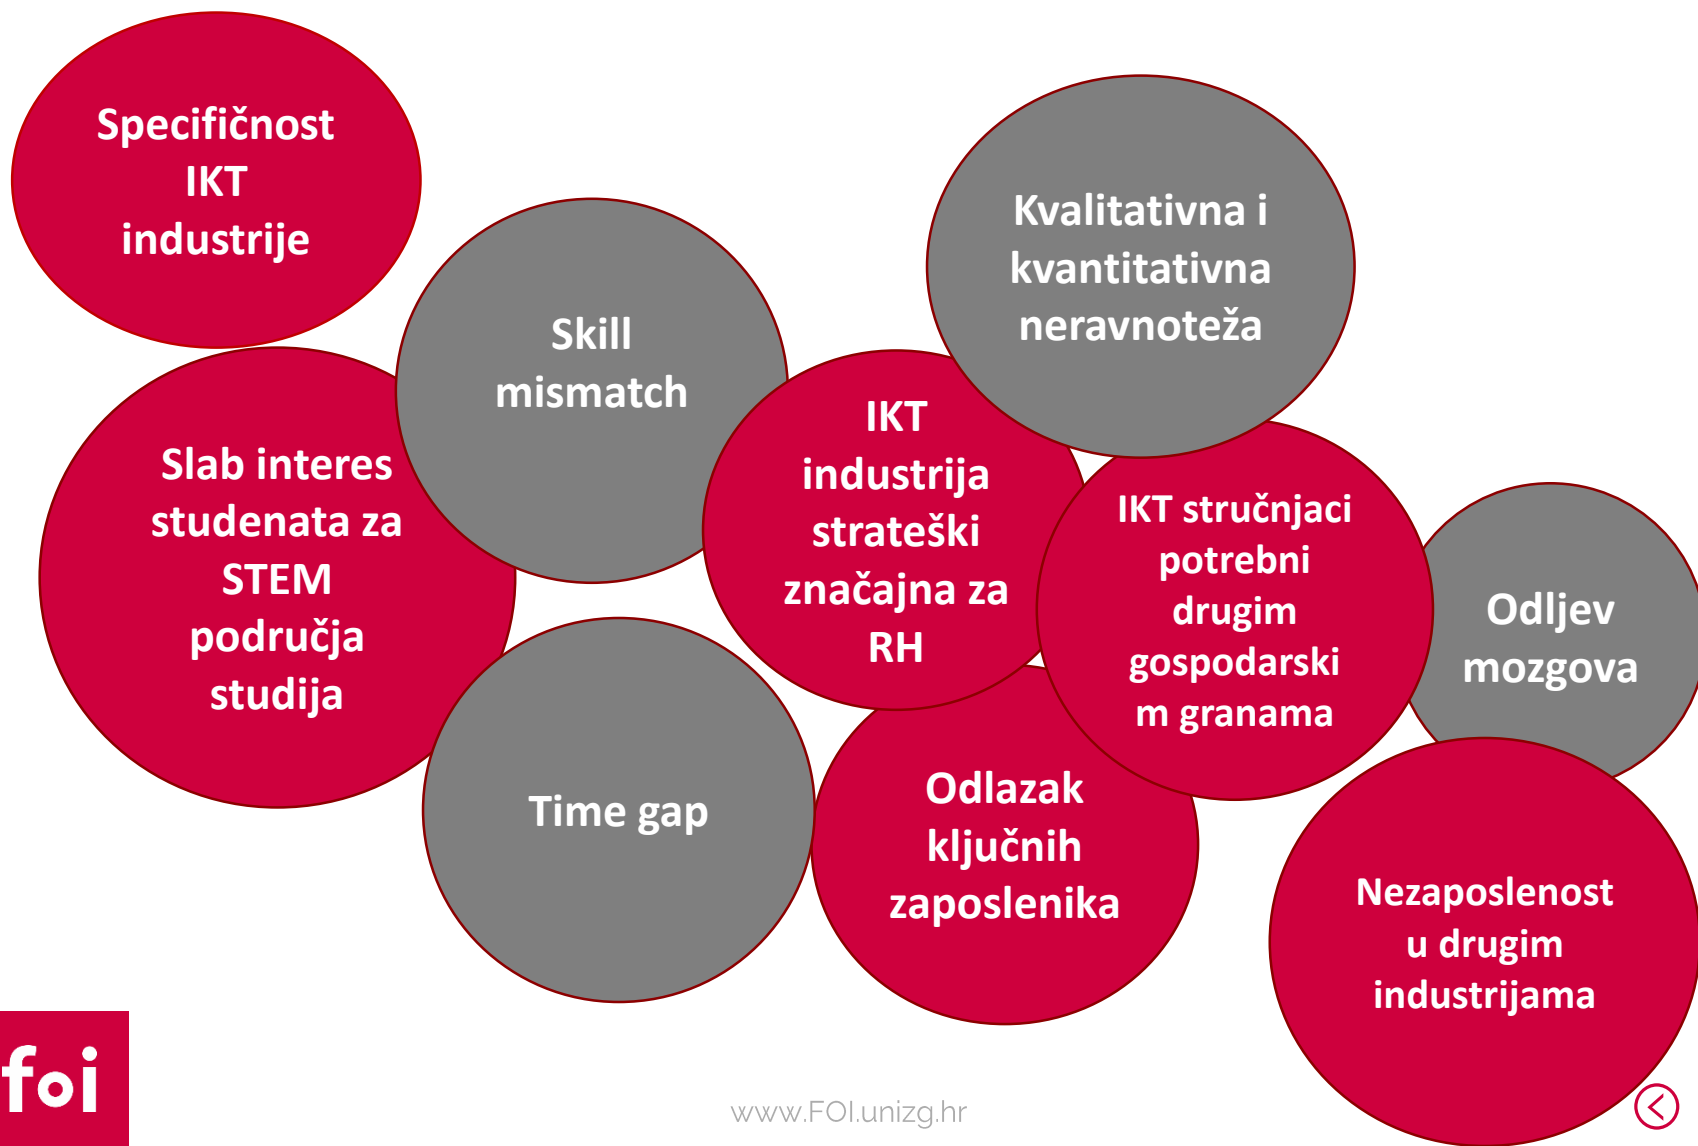 Specifičnost
IKT
industrije
Skill
mismatch
Kvalitativna i
kvantitativna
neravnoteža
Slab interes
studenata za
STEM
područja
studija
IKT
industrija
strateški
značajna za
RH
IKT stručnjaci
potrebni
drugim
gospodarski
m granama
Odljev
mozgova
Time gap
Odlazak
ključnih
zaposlenika
Nezaposlenost
u drugim
industrijama
foi
www.FOI.unizg.hr